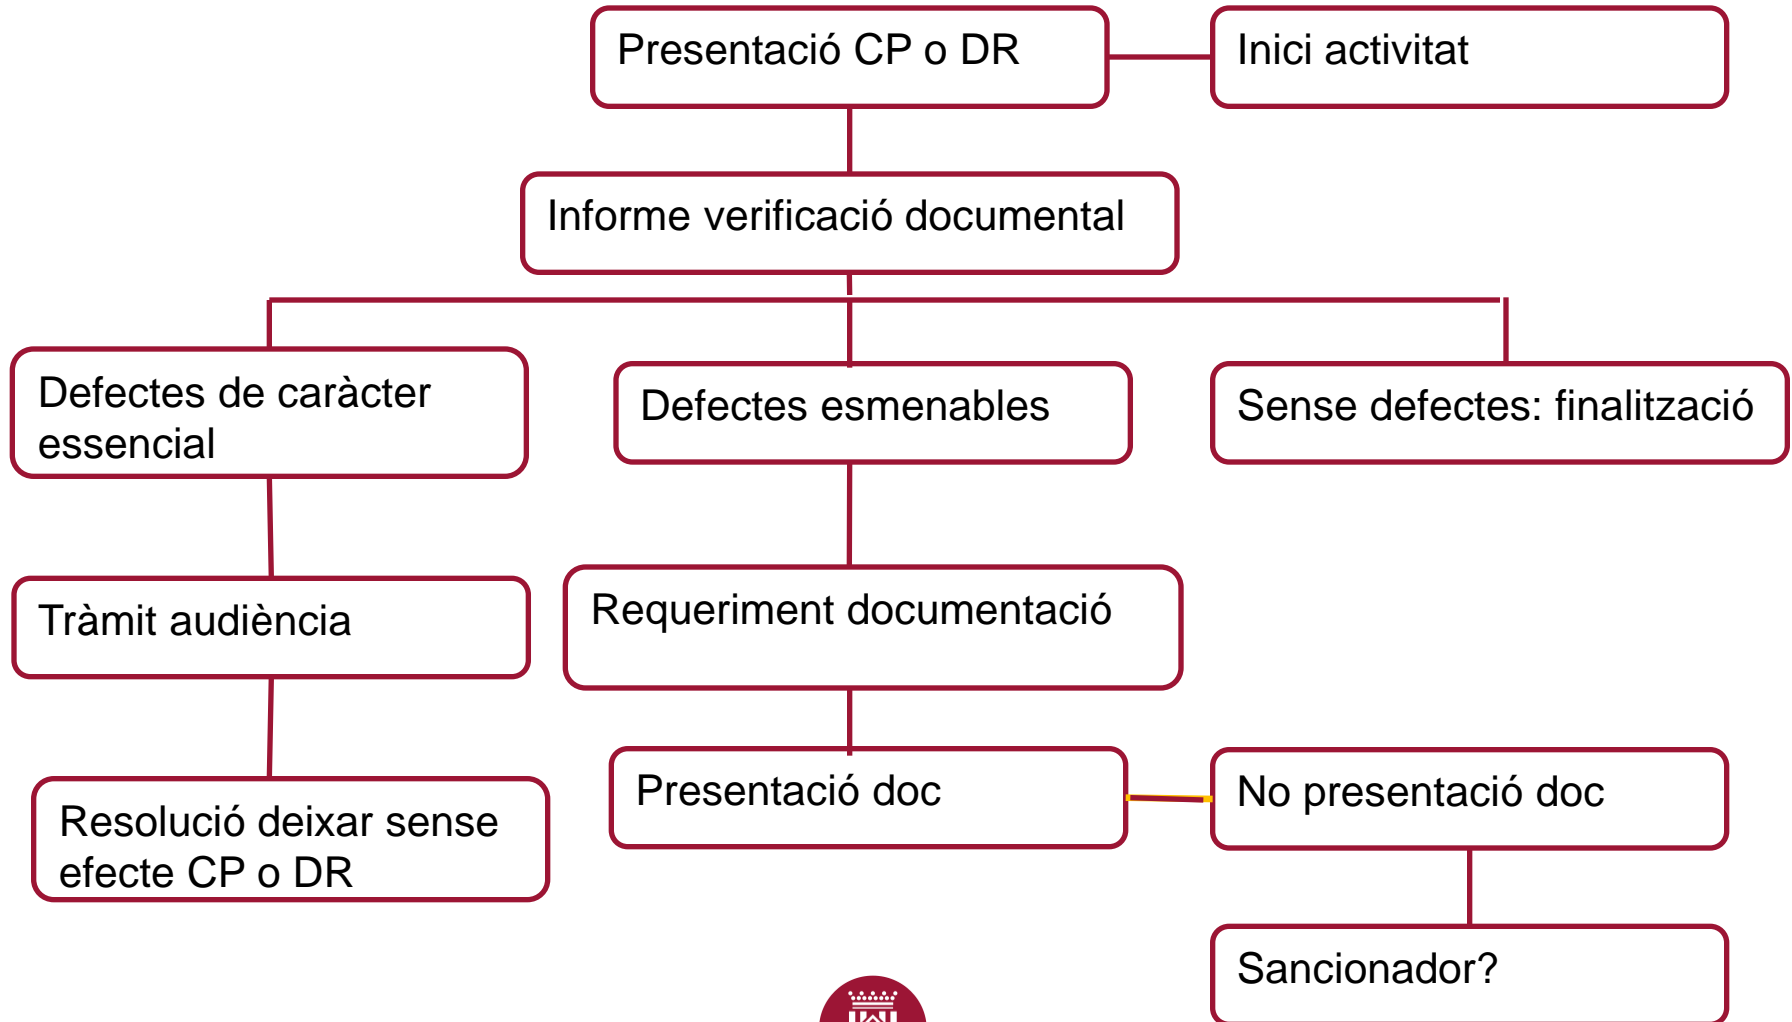 Presentació CP o DR
Inici activitat
Informe verificació documental
Defectes de caràcter
essencial
Defectes esmenables
Sense defectes: finalització
Tràmit audiència
Requeriment documentació
Resolució deixar sense
efecte CP o DR
Presentació doc
No presentació doc
Sancionador?